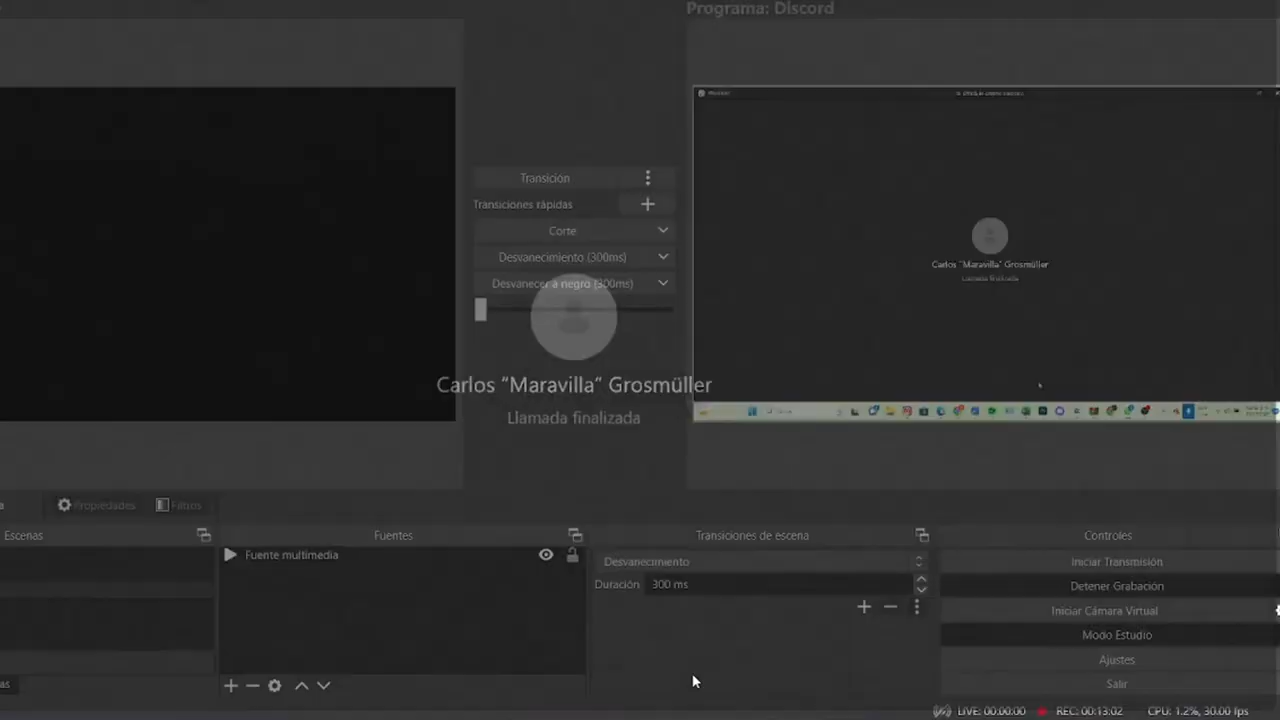 Programa: Discord
Transición
Transiciones rápidas
Corte
Desvanecimiento (300ms)
Desvanecer a negro (300ms)
Carlos “Maravilla” Grosmüller
Llamada finalizada
Carlos “Maravilla” Grosmüller
Llamada finalizada
Propiedades
Filtros
Escenas
Fuentes
Transiciones de escena
Controles
Fuente multimedia
Desvanecimiento
Duración
300 ms
Iniciar Transmisión
Detener Grabación
Iniciar Cámara Virtual
Modo Estudio
Ajustes
Salir
LIVE: 00:00:00
REC: 00:13:02
CPU: 1.2%, 30.00 fps